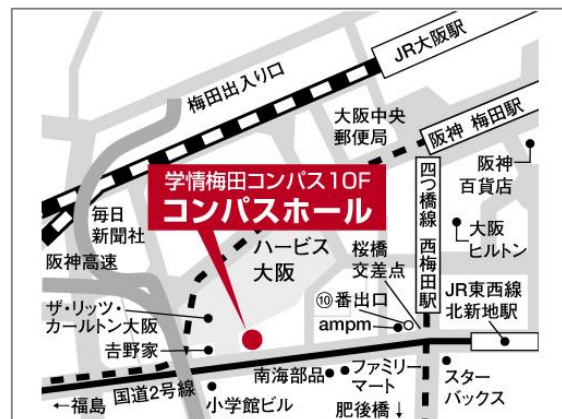 JR大阪駅
梅田出入り口
大阪中央
郵便局
阪神 梅田駅
学情梅田コンパス10F
コンパスホール
四つ橋線 西梅田駅
阪神
百貨店
毎日
新聞社
大阪
ヒルトン
阪神高速
ハービス
大阪
桜橋
交差点
⑩番出口
ampm
JR東西線
北新地駅
ザ・リッツ・
カールトン大阪
吉野家
国道2号線
←福島
小学館ビル
南海部品
ファミリー
マート
肥後橋↓
スター
バックス